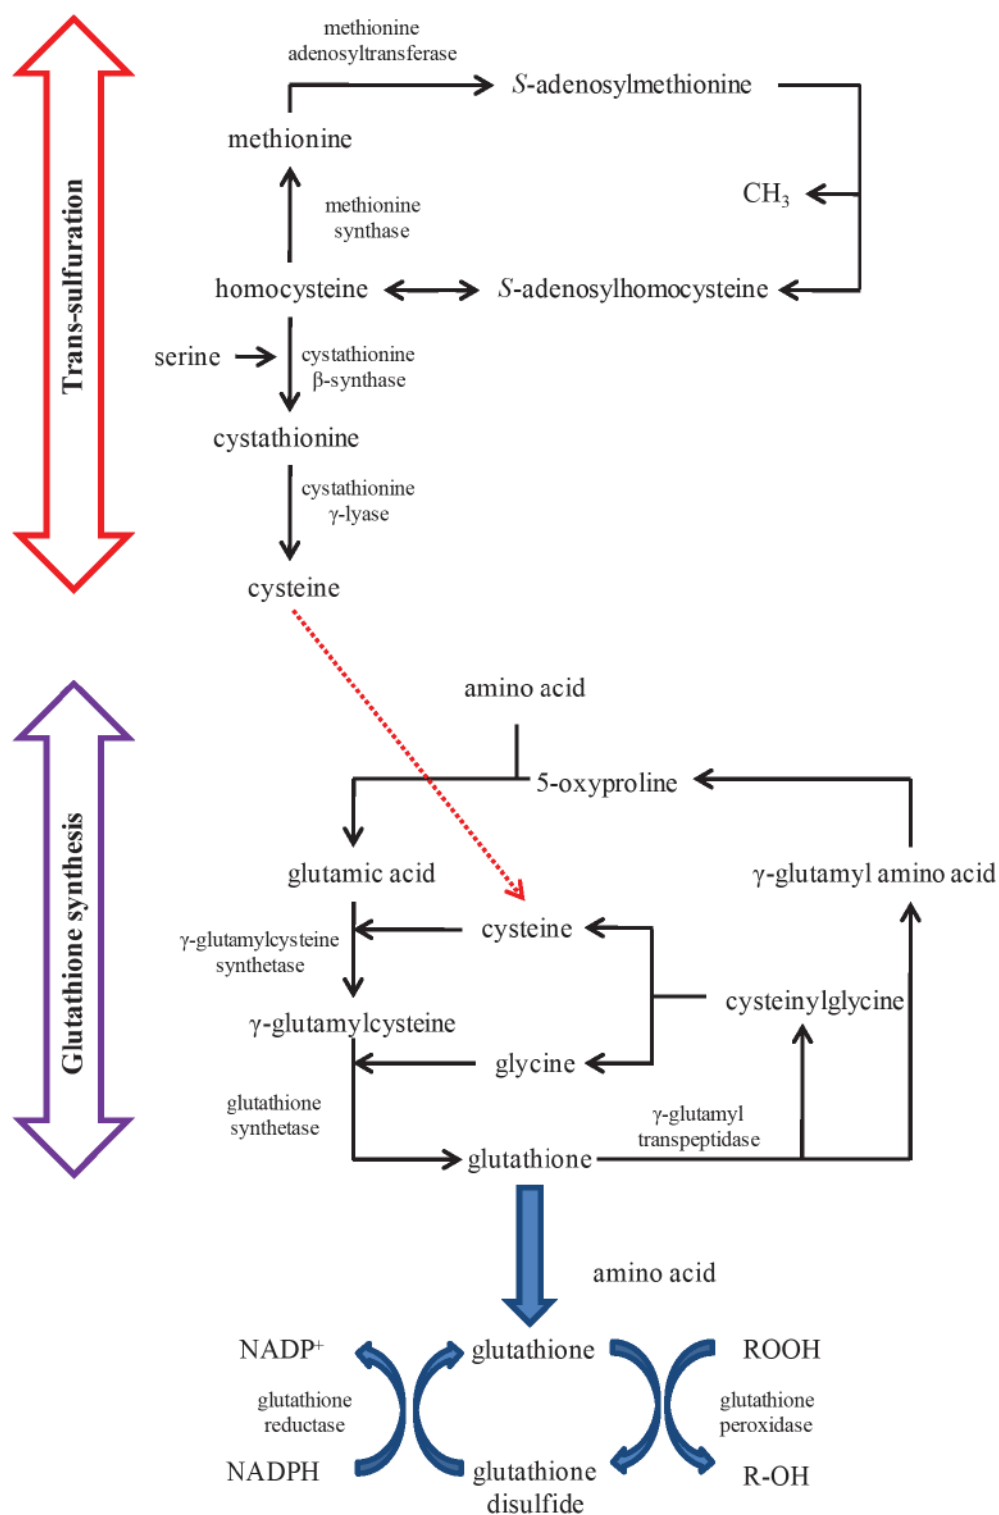 methionine
adenosyltransferase
S-adenosylmethionine
methionine
CH₃
methionine
synthase
Trans-sulfuration
homocysteine
S-adenosylhomocysteine
serine
cystathionine
β-synthase
cystathionine
cystathionine
γ-lyase
cysteine
amino acid
5-oxyproline
Glutathione synthesis
glutamic acid
γ-glutamyl amino acid
cysteine
γ-glutamylcysteine
synthetase
cysteinylglycine
γ-glutamylcysteine
glycine
glutathione
synthetase
γ-glutamyl
transpeptidase
glutathione
amino acid
NADP⁺
glutathione
ROOH
glutathione
reductase
glutathione
peroxidase
NADPH
glutathione
disulfide
R-OH